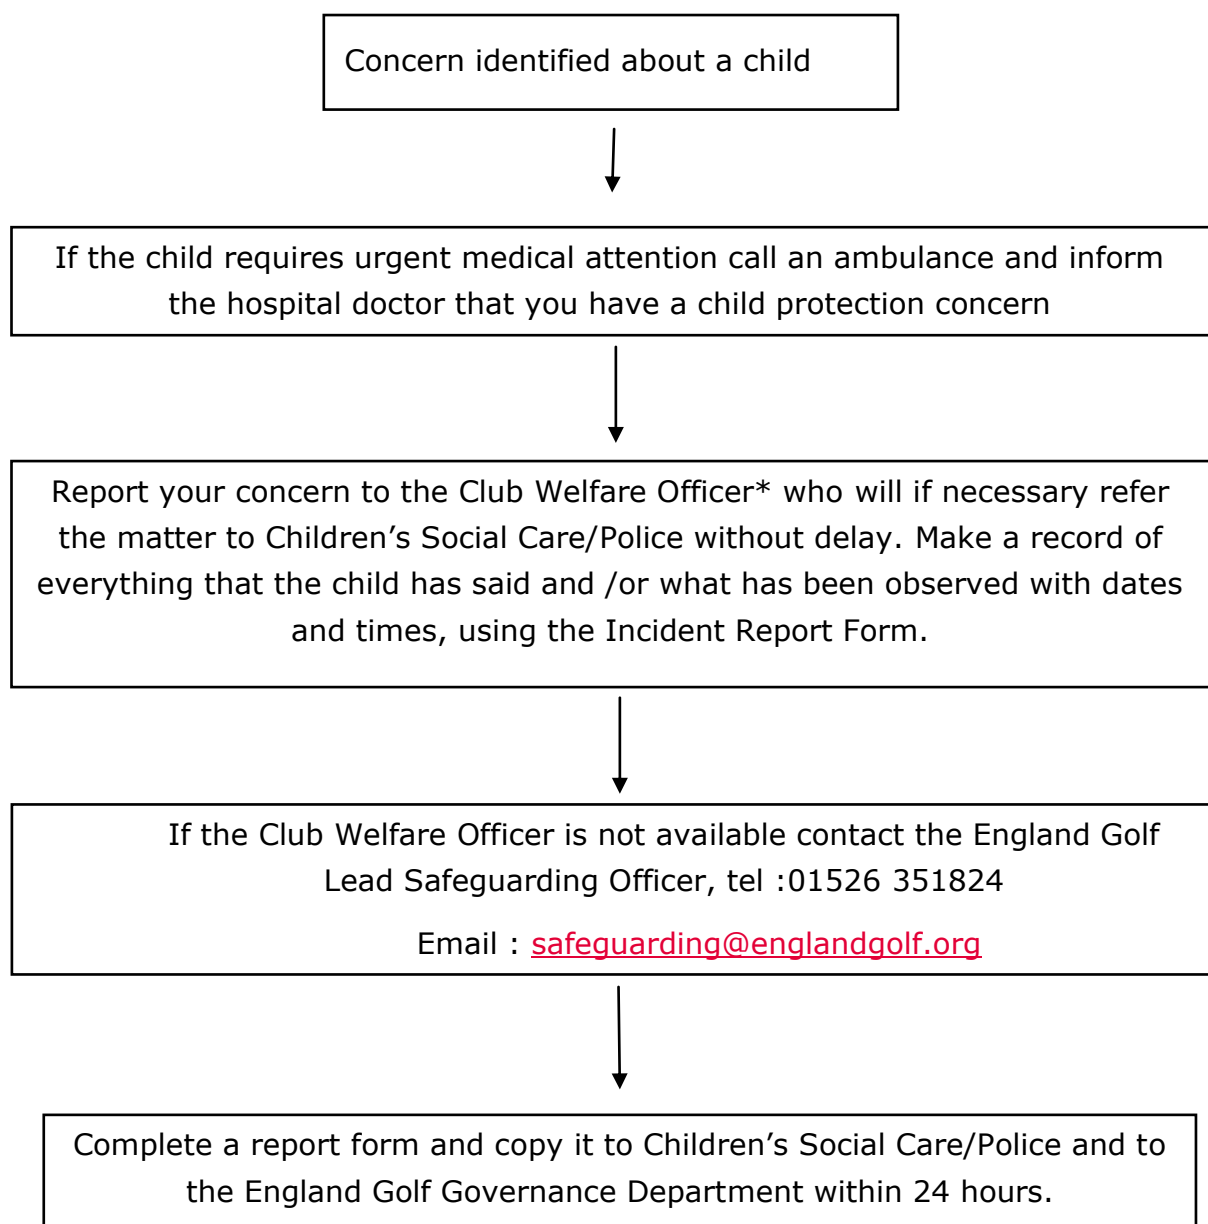 Concern identified about a child
If the child requires urgent medical attention call an ambulance and inform
the hospital doctor that you have a child protection concern
Report your concern to the Club Welfare Officer* who will if necessary refer
the matter to Children’s Social Care/Police without delay. Make a record of
everything that the child has said and /or what has been observed with dates
and times, using the Incident Report Form.
If the Club Welfare Officer is not available contact the England Golf
Lead Safeguarding Officer, tel :01526 351824
Email : safeguarding@englandgolf.org
Complete a report form and copy it to Children’s Social Care/Police and to
the England Golf Governance Department within 24 hours.